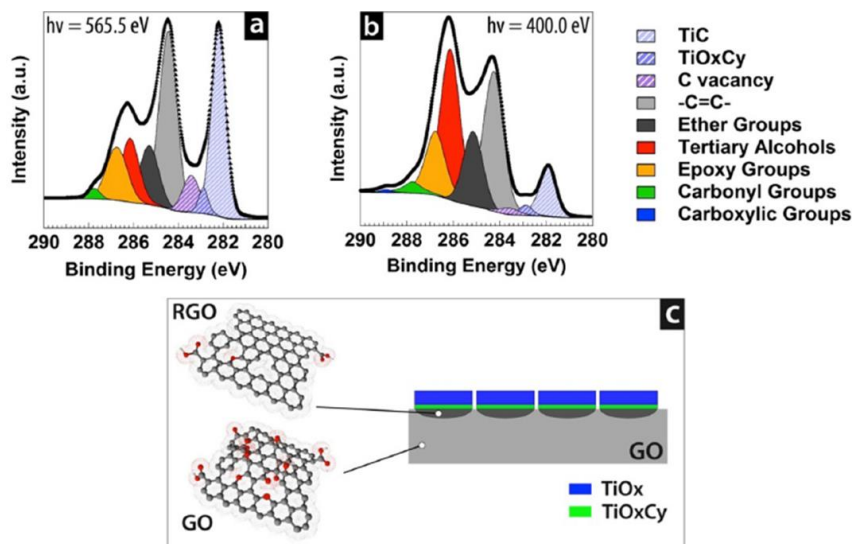 hν = 565.5 eV
a
Intensity (a.u.)
290 288 286 284 282 280
Binding Energy (eV)
b
hν = 400.0 eV
Intensity (a.u.)
290 288 286 284 282 280
Binding Energy (eV)
TiC
TiOxCy
C vacancy
-C=C-
Ether Groups
Tertiary Alcohols
Epoxy Groups
Carbonyl Groups
Carboxylic Groups
c
RGO
GO
GO
TiOx
TiOxCy